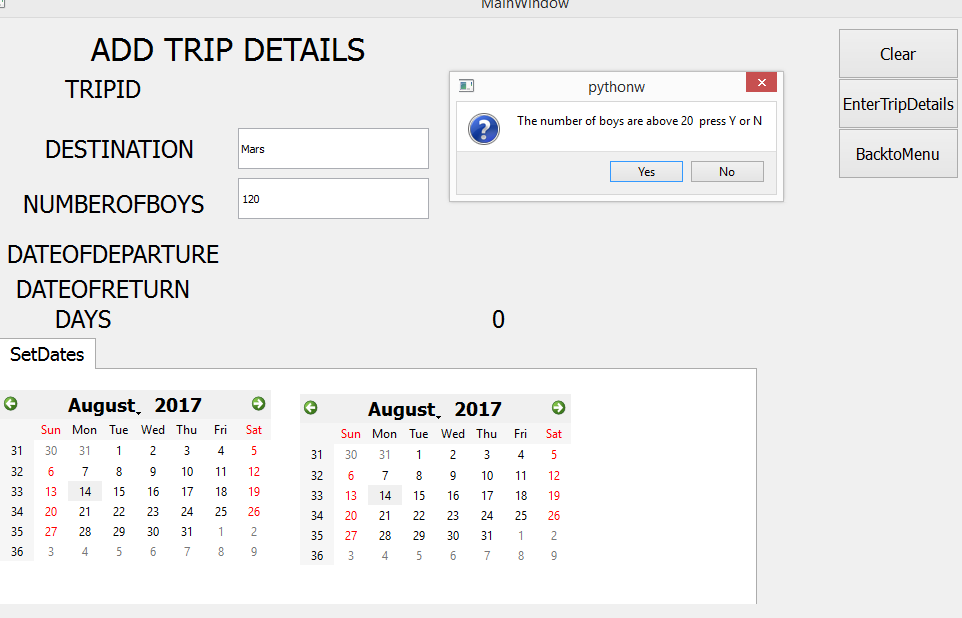 MainWindow
ADD TRIP DETAILS
TRIPID
DESTINATION
Mars
NUMBEROFBOYS
120
DATEOFDEPARTURE
DATEOFRETURN
DAYS
0
pythonw
The number of boys are above 20 press Y or N
Yes No
Clear
EnterTripDetails
BacktoMenu
SetDates
August 2017
Sun Mon Tue Wed Thu Fri Sat
31 30 31 1 2 3 4 5
32 6 7 8 9 10 11 12
33 13 14 15 16 17 18 19
34 20 21 22 23 24 25 26
35 27 28 29 30 31 1 2
36 3 4 5 6 7 8 9
August 2017
Sun Mon Tue Wed Thu Fri Sat
31 30 31 1 2 3 4 5
32 6 7 8 9 10 11 12
33 13 14 15 16 17 18 19
34 20 21 22 23 24 25 26
35 27 28 29 30 31 1 2
36 3 4 5 6 7 8 9